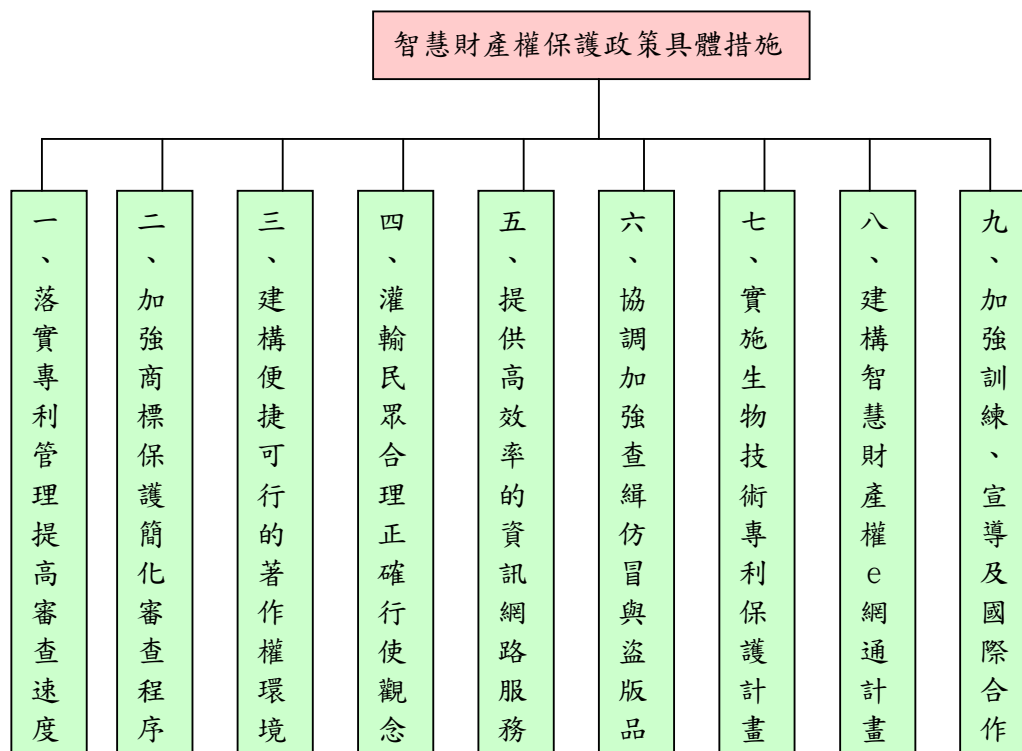 智慧財產權保護政策具體措施
一、落實專利管理提高審查速度
二、加強商標保護簡化審查程序
三、建構便捷可行的著作權環境
四、灌輸民眾合理正確行使觀念
五、提供高效率的資訊網路服務
六、協調加強查緝仿冒與盜版品
七、實施生物技術專利保護計畫
八、建構智慧財產權e網通計畫
九、加強訓練、宣導及國際合作